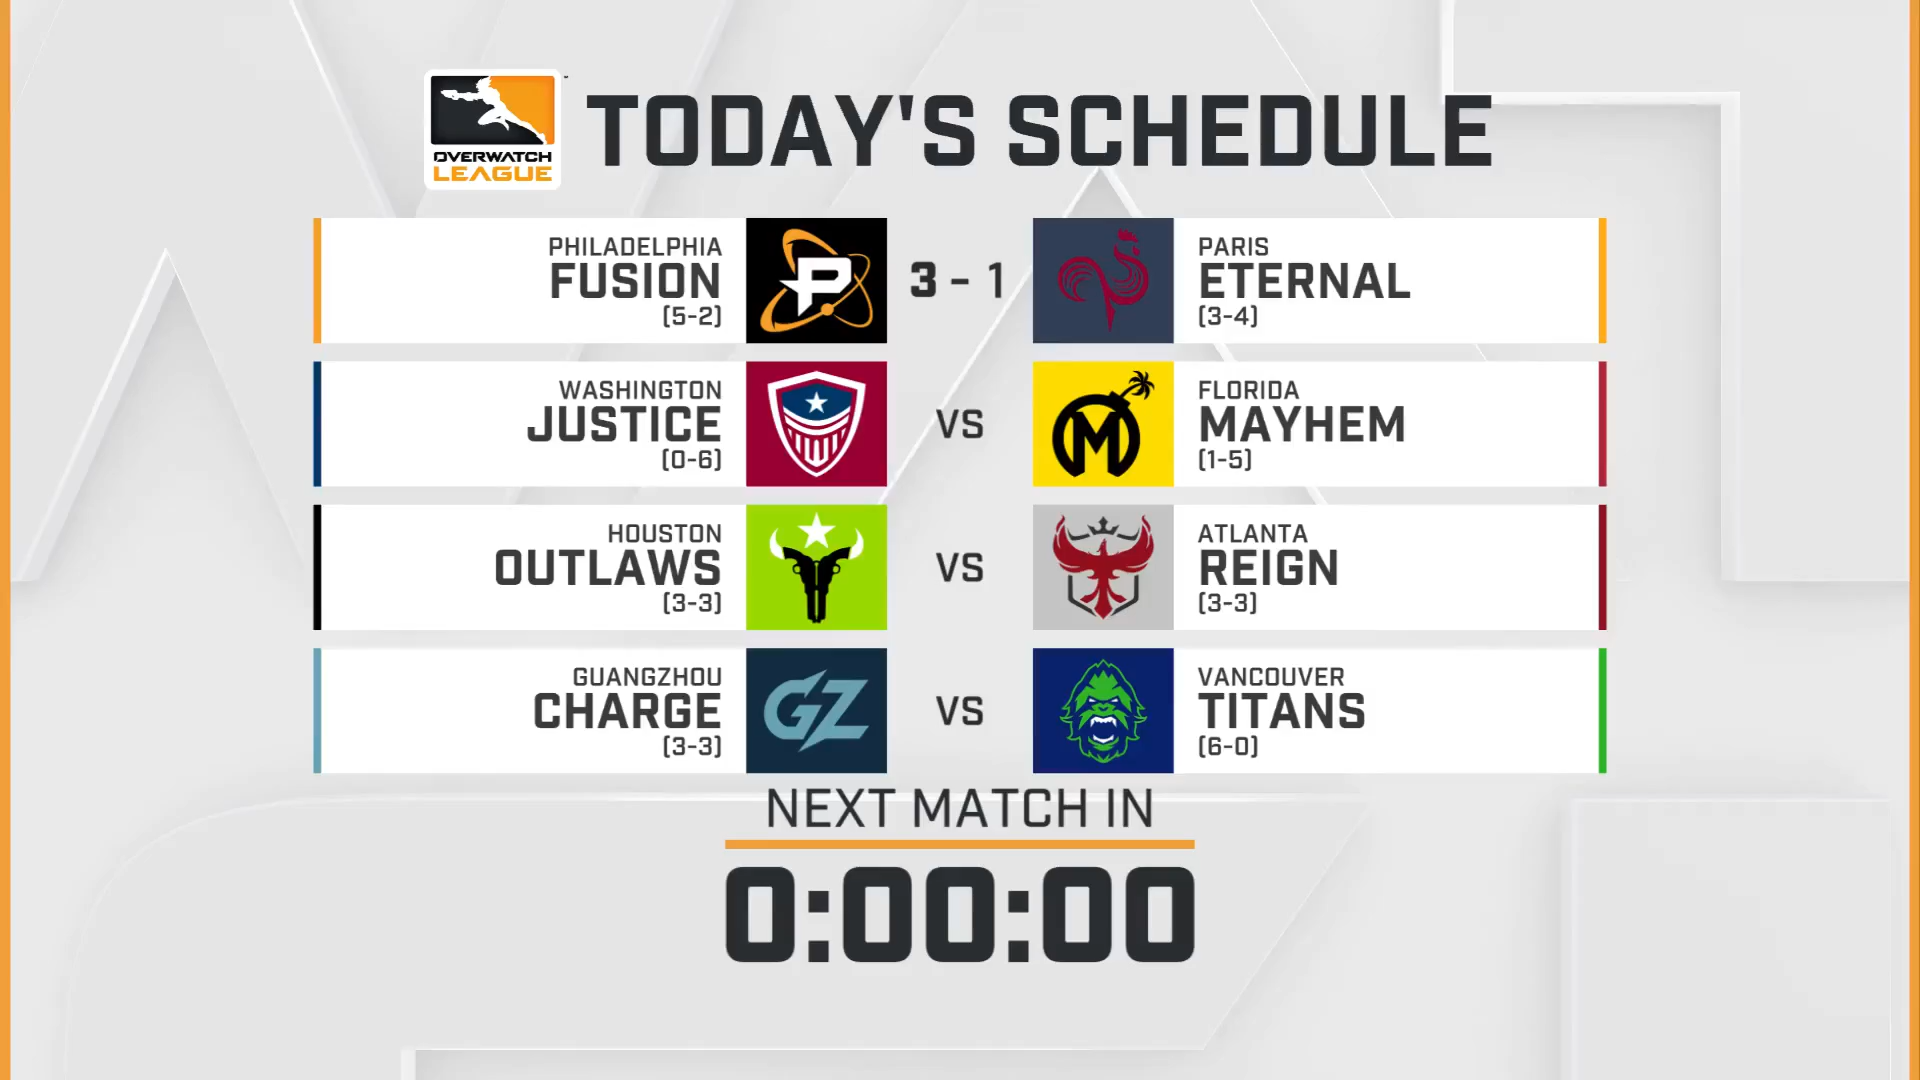 OVERWATCH
LEAGUE
TODAY'S SCHEDULE
PHILADELPHIA
FUSION
(5-2)
P
3 - 1
PARIS
ETERNAL
(3-4)
WASHINGTON
JUSTICE
(0-6)
VS
M
FLORIDA
MAYHEM
(1-5)
HOUSTON
OUTLAWS
(3-3)
VS
ATLANTA
REIGN
(3-3)
GUANGZHOU
CHARGE
(3-3)
GZ
VS
VANCOUVER
TITANS
(6-0)
NEXT MATCH IN
0:00:00